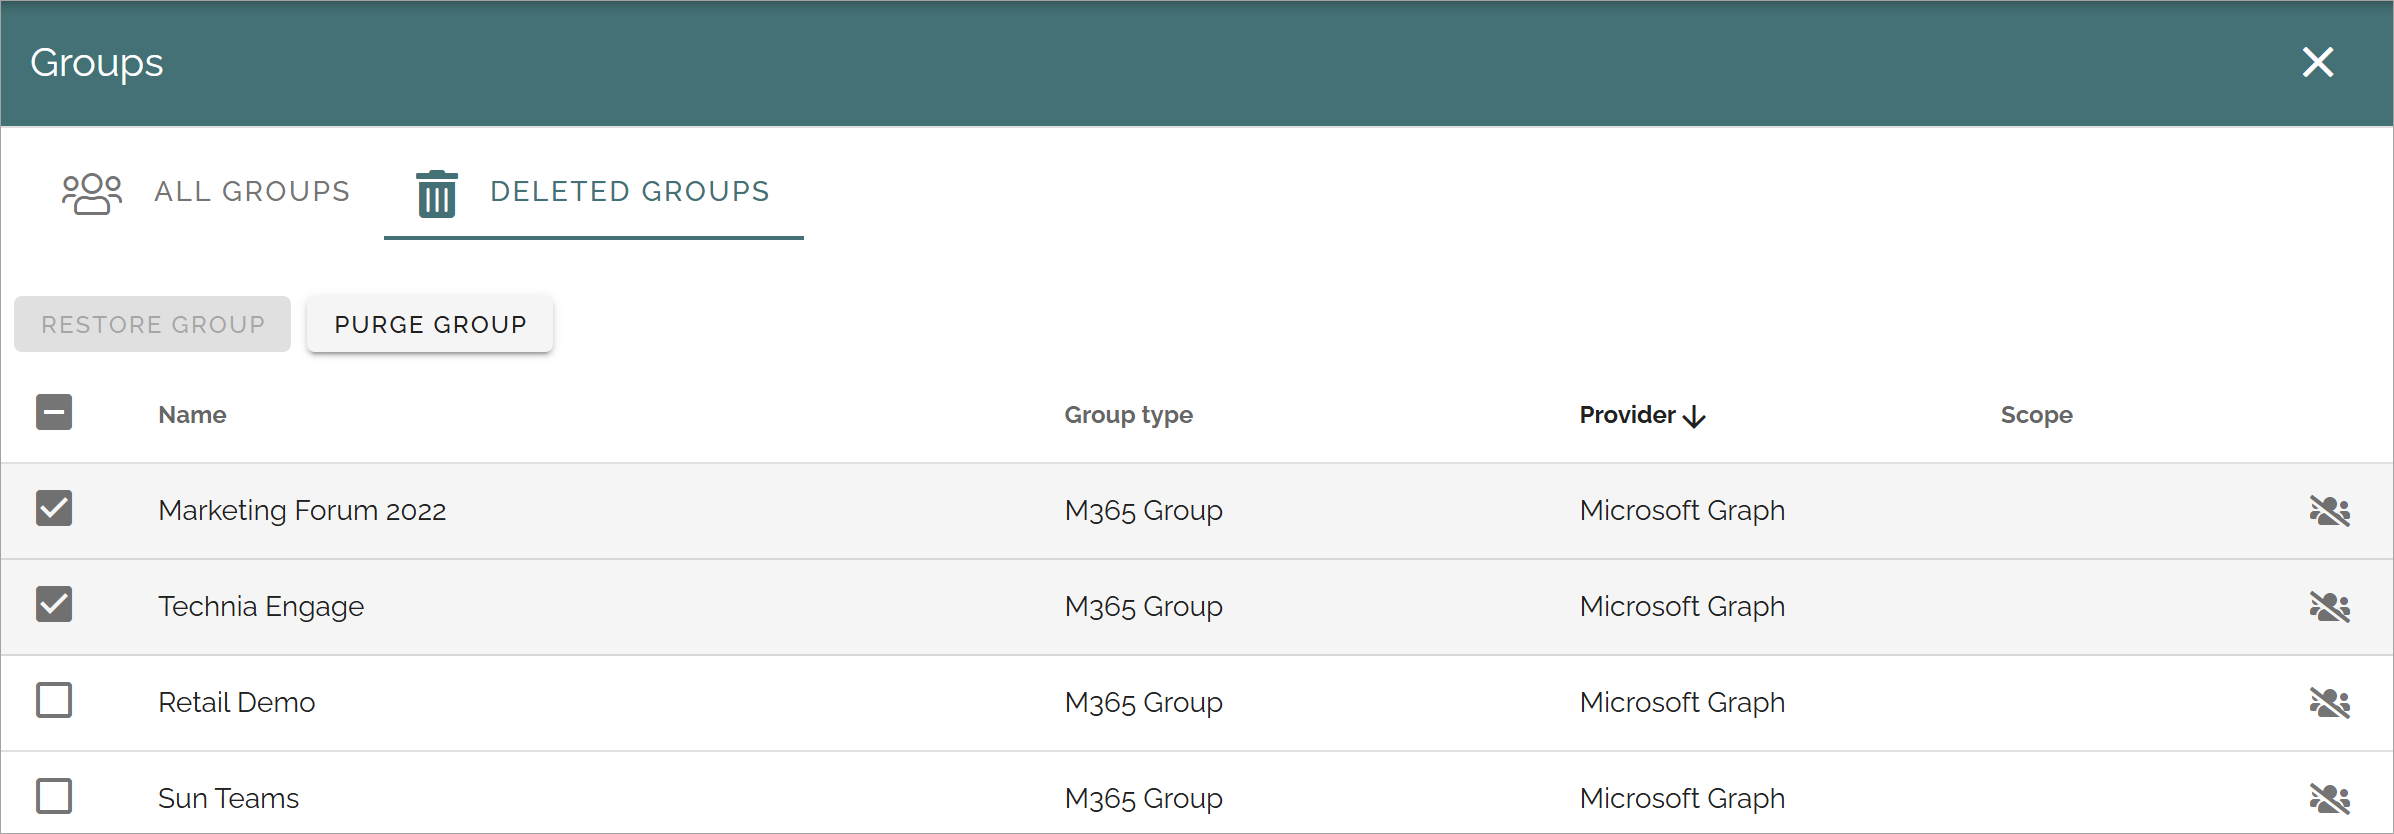 Groups
ALL GROUPS DELETED GROUPS
RESTORE GROUP PURGE GROUP
Name Group type Provider Scope
Marketing Forum 2022 M365 Group Microsoft Graph
Technia Engage M365 Group Microsoft Graph
Retail Demo M365 Group Microsoft Graph
Sun Teams M365 Group Microsoft Graph